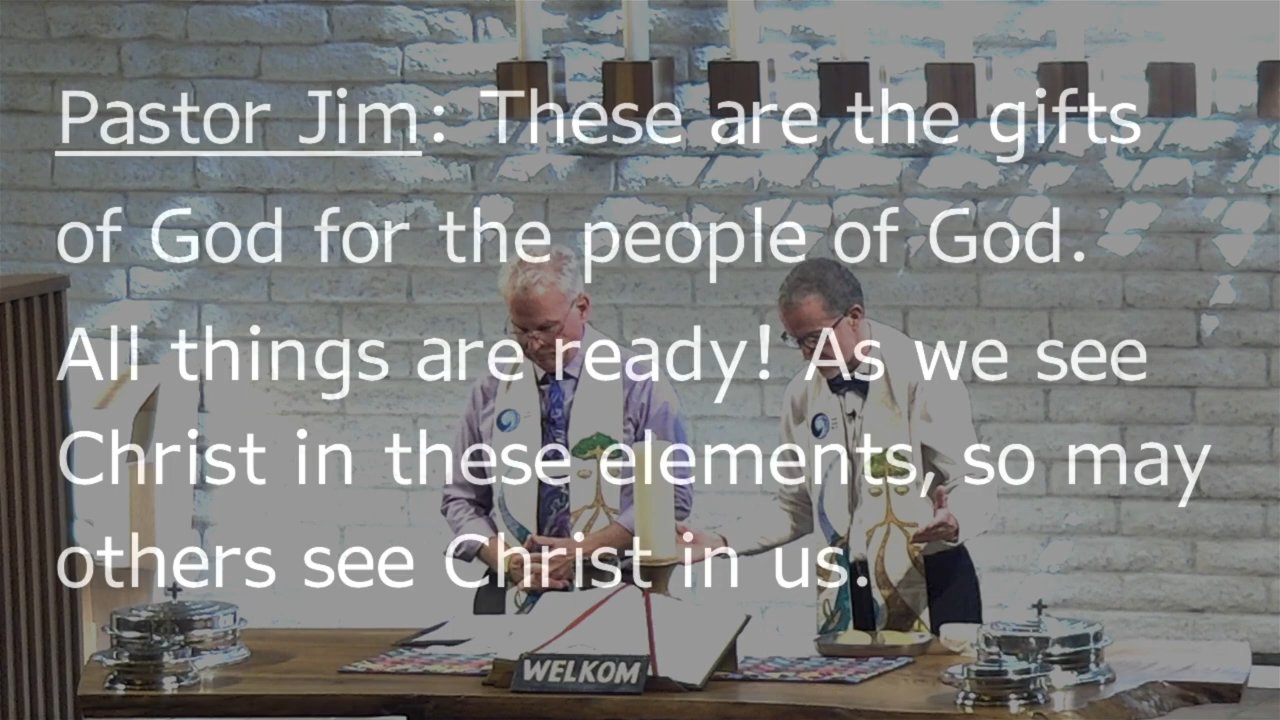 Pastor Jim: These are the gifts
of God for the people of God.
All things are ready! As we see
Christ in these elements, so may
others see Christ in us.
WELKOM